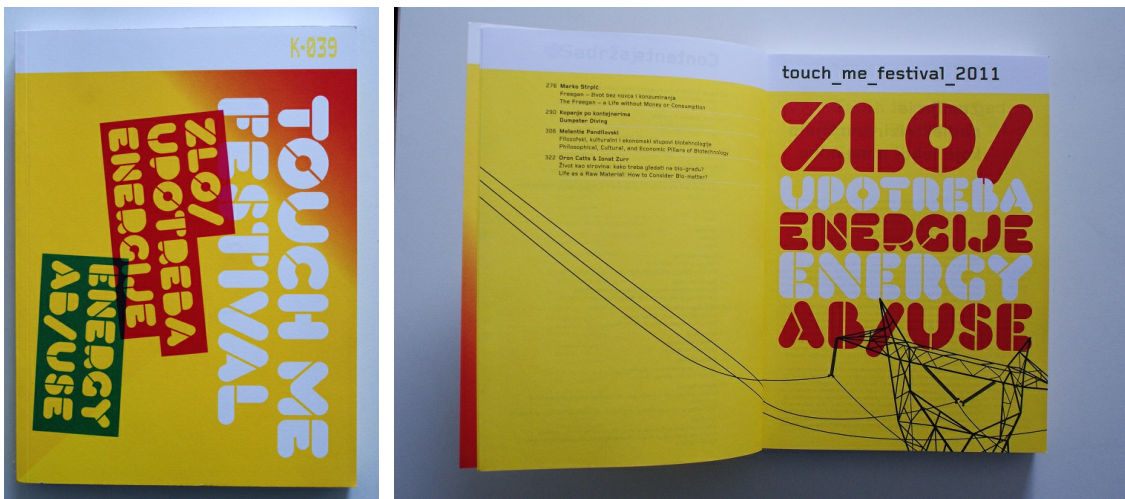 K-039
TOUCH ME
FESTIVAL
ZLO/
UPOTREBA
ENERGIJE
ENERGY
AB/USE
276 Marko Strpić
Freegan – život bez novca i konzumiranja
The Freegan – a Life without Money or Consumption
290 Kopanje po kontejnerima
Dumpster Diving
306 Melentie Pandilovski
Filozofski, kulturalni i ekonomski stupovi biotehnologije
Philosophical, Cultural, and Economic Pillars of Biotechnology
322 Oron Catts & Ionat Zurr
Život kao sirovina: kako treba gledati na bio-građu?
Life as a Raw Material: How to Consider Bio-matter?
touch_me_festival_2011
ZLO/
UPOTREBA
ENERGIJE
ENERGY
AB/USE